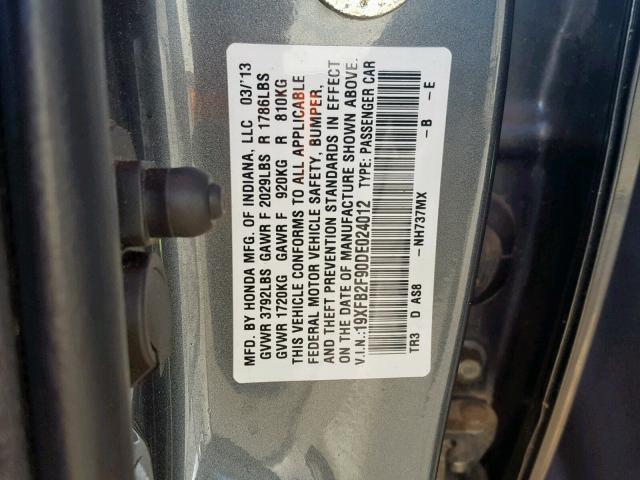 MFD. BY HONDA MFG. OF INDIANA, LLC 03/'13
GVWR 3792LBS GAWR F 2029LBS R 1786LBS
GVWR 1720KG GAWR F 920KG R 810KG
THIS VEHICLE CONFORMS TO ALL APPLICABLE
FEDERAL MOTOR VEHICLE SAFETY, BUMPER,
AND THEFT PREVENTION STANDARDS IN EFFECT
ON THE DATE OF MANUFACTURE SHOWN ABOVE.
V.I.N.:19XFB2F90DE024012 TYPE: PASSENGER CAR
TR3 D AS8 -NH737MX -B -E